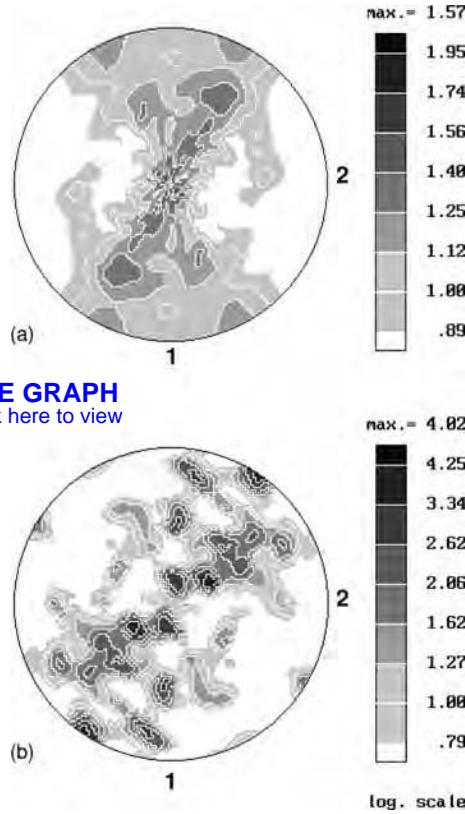 max.= 1.57
1.95
1.74
1.56
1.40
1.25
1.12
1.00
.89
2
(a)
1
E GRAPH
here to view
max.= 4.02
4.25
3.34
2.62
2.06
1.62
1.27
1.00
.79
2
(b)
1
log. scale